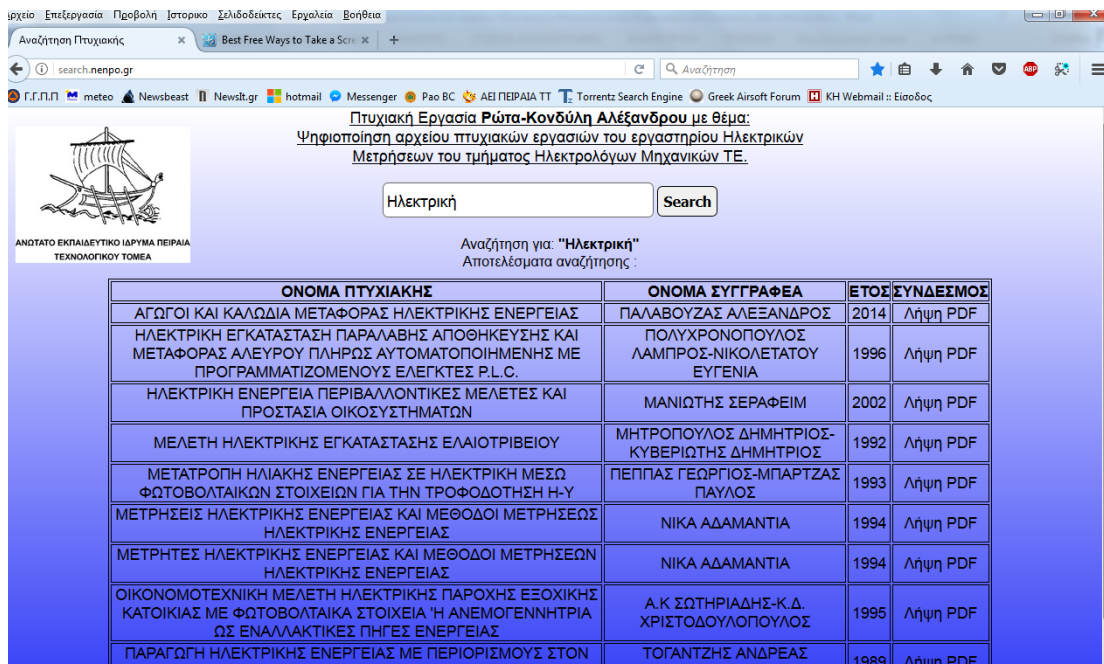 Αρχείο Επεξεργασία Προβολή Ιστορικο Σελιδοδείκτες Εργαλεία Βοήθεια
Αναζήτηση Πτυχιακής × Best Free Ways to Take a Scre × +
search.nenpo.gr Αναζήτηση ABP
Γ.Γ.Π.Π meteo Newsbeast NewsIt.gr hotmail Messenger Pao BC ΑΕΙ ΠΕΙΡΑΙΑ ΤΤ Torrentz Search Engine Greek Airsoft Forum KH Webmail :: Είσοδος
Πτυχιακή Εργασία Ρώτα-Κονδύλη Αλέξανδρου με θέμα:
Ψηφιοποίηση αρχείου πτυχιακών εργασιών του εργαστηρίου Ηλεκτρικών
Μετρήσεων του τμήματος Ηλεκτρολόγων Μηχανικών ΤΕ.
ΑΝΩΤΑΤΟ ΕΚΠΑΙΔΕΥΤΙΚΟ ΙΔΡΥΜΑ ΠΕΙΡΑΙΑ
ΤΕΧΝΟΛΟΓΙΚΟΥ ΤΟΜΕΑ
Ηλεκτρική Search
Αναζήτηση για: "Ηλεκτρική"
Αποτελέσματα αναζήτησης :
ΟΝΟΜΑ ΠΤΥΧΙΑΚΗΣ ΟΝΟΜΑ ΣΥΓΓΡΑΦΕΑ ΕΤΟΣ ΣΥΝΔΕΣΜΟΣ
ΑΓΩΓΟΙ ΚΑΙ ΚΑΛΩΔΙΑ ΜΕΤΑΦΟΡΑΣ ΗΛΕΚΤΡΙΚΗΣ ΕΝΕΡΓΕΙΑΣ ΠΑΛΑΒΟΥΖΑΣ ΑΛΕΞΑΝΔΡΟΣ 2014 Λήψη PDF
ΗΛΕΚΤΡΙΚΗ ΕΓΚΑΤΑΣΤΑΣΗ ΠΑΡΑΛΑΒΗΣ ΑΠΟΘΗΚΕΥΣΗΣ ΚΑΙ
ΜΕΤΑΦΟΡΑΣ ΑΛΕΥΡΟΥ ΠΛΗΡΩΣ ΑΥΤΟΜΑΤΟΠΟΙΗΜΕΝΗΣ ΜΕ
ΠΡΟΓΡΑΜΜΑΤΙΖΟΜΕΝΟΥΣ ΕΛΕΓΚΤΕΣ P.L.C.
ΠΟΛΥΧΡΟΝΟΠΟΥΛΟΣ
ΛΑΜΠΡΟΣ-ΝΙΚΟΛΕΤΑΤΟΥ
ΕΥΓΕΝΙΑ
1996 Λήψη PDF
ΗΛΕΚΤΡΙΚΗ ΕΝΕΡΓΕΙΑ ΠΕΡΙΒΑΛΛΟΝΤΙΚΕΣ ΜΕΛΕΤΕΣ ΚΑΙ
ΠΡΟΣΤΑΣΙΑ ΟΙΚΟΣΥΣΤΗΜΑΤΩΝ
ΜΑΝΙΩΤΗΣ ΣΕΡΑΦΕΙΜ 2002 Λήψη PDF
ΜΕΛΕΤΗ ΗΛΕΚΤΡΙΚΗΣ ΕΓΚΑΤΑΣΤΑΣΗΣ ΕΛΑΙΟΤΡΙΒΕΙΟΥ
ΜΗΤΡΟΠΟΥΛΟΣ ΔΗΜΗΤΡΙΟΣ-
ΚΥΒΕΡΙΩΤΗΣ ΔΗΜΗΤΡΙΟΣ
1992 Λήψη PDF
ΜΕΤΑΤΡΟΠΗ ΗΛΙΑΚΗΣ ΕΝΕΡΓΕΙΑΣ ΣΕ ΗΛΕΚΤΡΙΚΗ ΜΕΣΩ
ΦΩΤΟΒΟΛΤΑΙΚΩΝ ΣΤΟΙΧΕΙΩΝ ΓΙΑ ΤΗΝ ΤΡΟΦΟΔΟΤΗΣΗ Η-Υ
ΠΕΠΠΑΣ ΓΕΩΡΓΙΟΣ-ΜΠΑΡΤΖΑΣ
ΠΑΥΛΟΣ
1993 Λήψη PDF
ΜΕΤΡΗΣΕΙΣ ΗΛΕΚΤΡΙΚΗΣ ΕΝΕΡΓΕΙΑΣ ΚΑΙ ΜΕΘΟΔΟΙ ΜΕΤΡΗΣΕΩΣ
ΗΛΕΚΤΡΙΚΗΣ ΕΝΕΡΓΕΙΑΣ
ΝΙΚΑ ΑΔΑΜΑΝΤΙΑ 1994 Λήψη PDF
ΜΕΤΡΗΤΕΣ ΗΛΕΚΤΡΙΚΗΣ ΕΝΕΡΓΕΙΑΣ ΚΑΙ ΜΕΘΟΔΟΙ ΜΕΤΡΗΣΕΩΝ
ΗΛΕΚΤΡΙΚΗΣ ΕΝΕΡΓΕΙΑΣ
ΝΙΚΑ ΑΔΑΜΑΝΤΙΑ 1994 Λήψη PDF
ΟΙΚΟΝΟΜΟΤΕΧΝΙΚΗ ΜΕΛΕΤΗ ΗΛΕΚΤΡΙΚΗΣ ΠΑΡΟΧΗΣ ΕΞΟΧΙΚΗΣ
ΚΑΤΟΙΚΙΑΣ ΜΕ ΦΩΤΟΒΟΛΤΑΙΚΑ ΣΤΟΙΧΕΙΑ 'Η ΑΝΕΜΟΓΕΝΝΗΤΡΙΑ
ΩΣ ΕΝΑΛΛΑΚΤΙΚΕΣ ΠΗΓΕΣ ΕΝΕΡΓΕΙΑΣ
Α.Κ ΣΩΤΗΡΙΑΔΗΣ-Κ.Δ.
ΧΡΙΣΤΟΔΟΥΛΟΠΟΥΛΟΣ
1995 Λήψη PDF
ΠΑΡΑΓΩΓΗ ΗΛΕΚΤΡΙΚΗΣ ΕΝΕΡΓΕΙΑΣ ΜΕ ΠΕΡΙΟΡΙΣΜΟΥΣ ΣΤΟΝ
ΤΟΓΑΝΤΖΗΣ ΑΝΔΡΕΑΣ
1989 Λήψη PDF